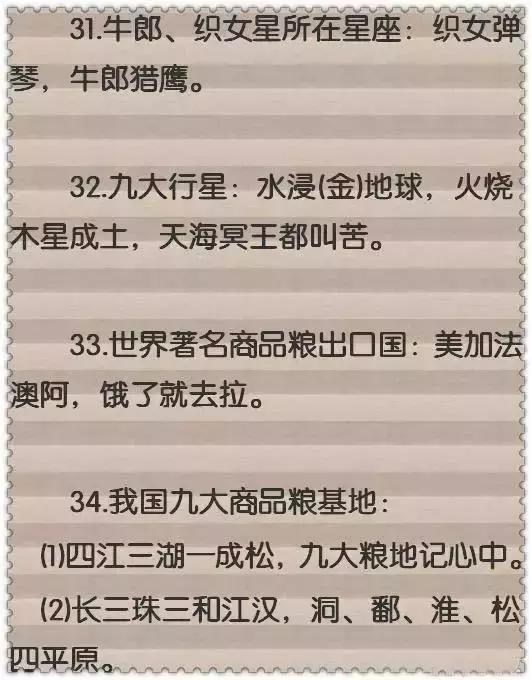 31.牛郎、织女星所在星座：织女弹
琴，牛郎猎鹰。
32.九大行星：水浸(金)地球，火烧
木星成土，天海冥王都叫苦。
33.世界著名商品粮出口国：美加法
澳阿，饿了就去拉。
34.我国九大商品粮基地：
(1)四江三湖一成松，九大粮地记心中。
(2)长三珠三和江汉，洞、鄱、淮、松
四平原。